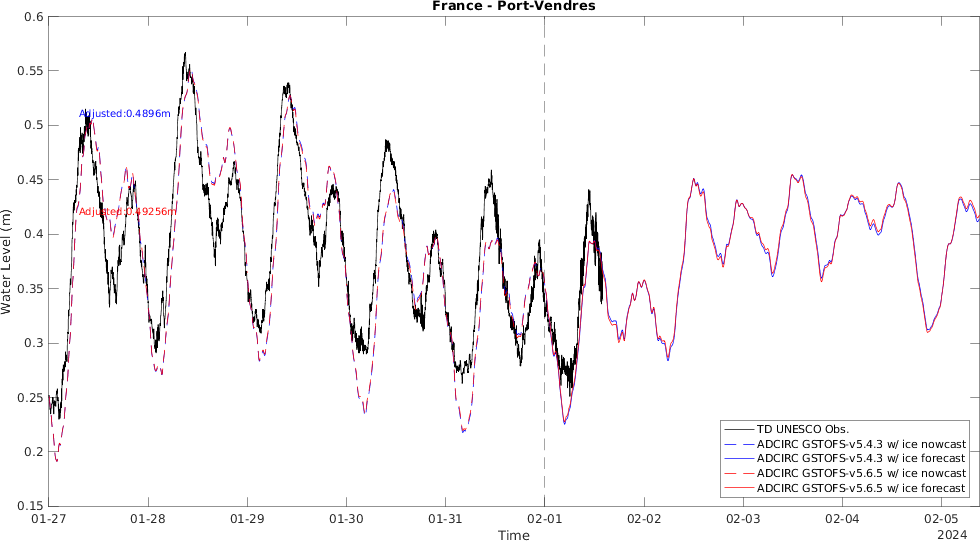 France - Port-Vendres
0.6
0.55
0.5
0.45
0.4
0.35
0.3
0.25
0.2
0.15
Water Level (m)
Adjusted:0.4896m
Adjusted:0.49256m
TD UNESCO Obs.
ADCIRC GSTOFS-v5.4.3 w/ ice nowcast
ADCIRC GSTOFS-v5.4.3 w/ ice forecast
ADCIRC GSTOFS-v5.6.5 w/ ice nowcast
ADCIRC GSTOFS-v5.6.5 w/ ice forecast
01-27 01-28 01-29 01-30 01-31 02-01 02-02 02-03 02-04 02-05
Time
2024